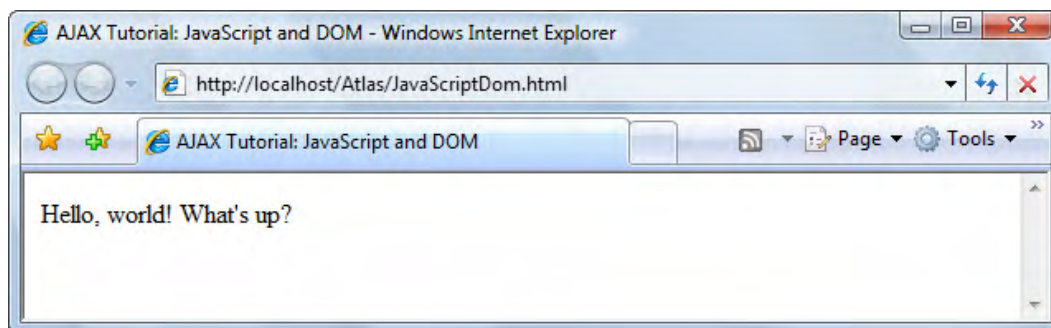 AJAX Tutorial: JavaScript and DOM - Windows Internet Explorer
http://localhost/Atlas/JavaScriptDom.html
AJAX Tutorial: JavaScript and DOM Page Tools
Hello, world! What's up?